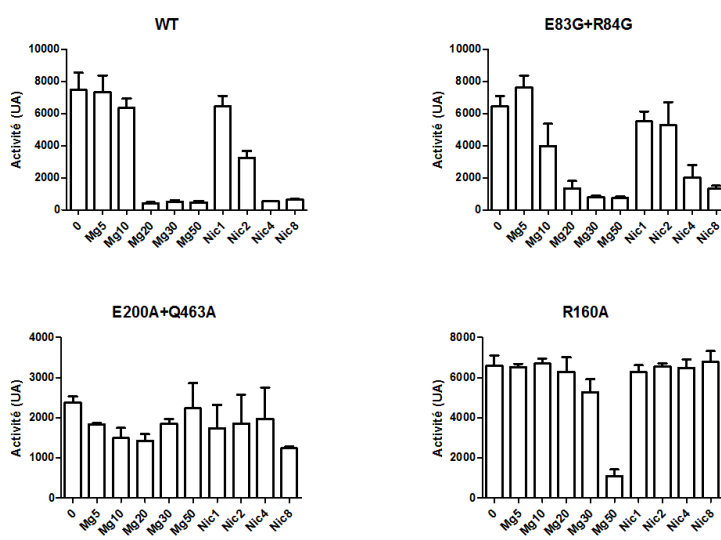 WT
Activité (UA)
10000
8000
6000
4000
2000
0
0 Mg5 Mg10 Mg20 Mg30 Mg50 Nic1 Nic2 Nic4 Nic8
E83G+R84G
Activité (UA)
10000
8000
6000
4000
2000
0
0 Mg5 Mg10 Mg20 Mg30 Mg50 Nic1 Nic2 Nic4 Nic8
E200A+Q463A
Activité (UA)
4000
3000
2000
1000
0
0 Mg5 Mg10 Mg20 Mg30 Mg50 Nic1 Nic2 Nic4 Nic8
R160A
Activité (UA)
8000
6000
4000
2000
0
0 Mg5 Mg10 Mg20 Mg30 Mg50 Nic1 Nic2 Nic4 Nic8